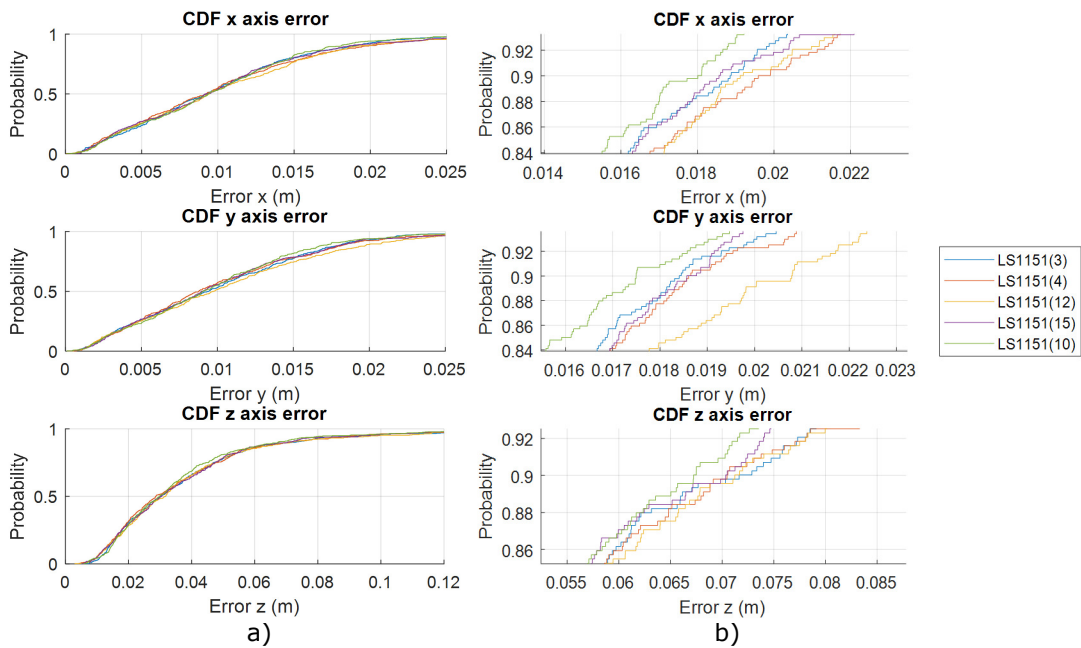 CDF x axis error
Probability
1
0.5
0
0 0.005 0.01 0.015 0.02 0.025
Error x (m)
CDF y axis error
Probability
1
0.5
0
0 0.005 0.01 0.015 0.02 0.025
Error y (m)
CDF z axis error
Probability
1
0.5
0
0 0.02 0.04 0.06 0.08 0.1 0.12
Error z (m)
a)
CDF x axis error
Probability
0.92
0.9
0.88
0.86
0.84
0.014 0.016 0.018 0.02 0.022
Error x (m)
CDF y axis error
Probability
0.92
0.9
0.88
0.86
0.84
0.016 0.017 0.018 0.019 0.02 0.021 0.022 0.023
Error y (m)
CDF z axis error
Probability
0.92
0.9
0.88
0.86
0.055 0.06 0.065 0.07 0.075 0.08 0.085
Error z (m)
b)
LS1151(3)
LS1151(4)
LS1151(12)
LS1151(15)
LS1151(10)